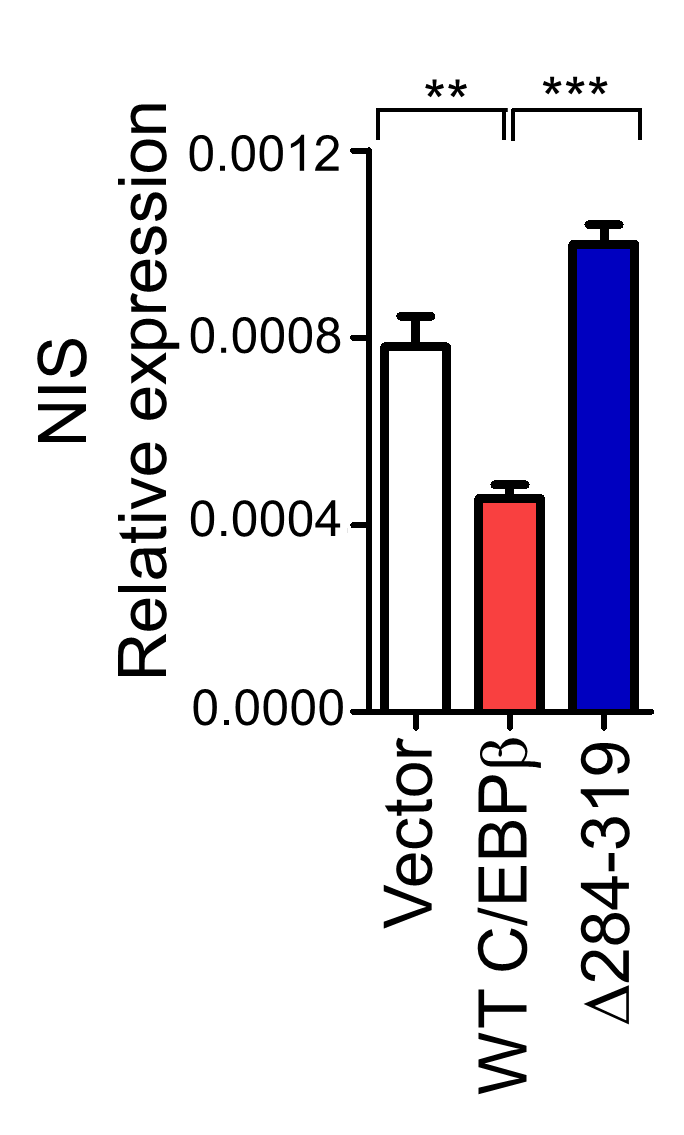 ** ***
NIS
Relative expression
0.0012
0.0008
0.0004
0.0000
Vector
WT C/EBPβ
Δ284-319